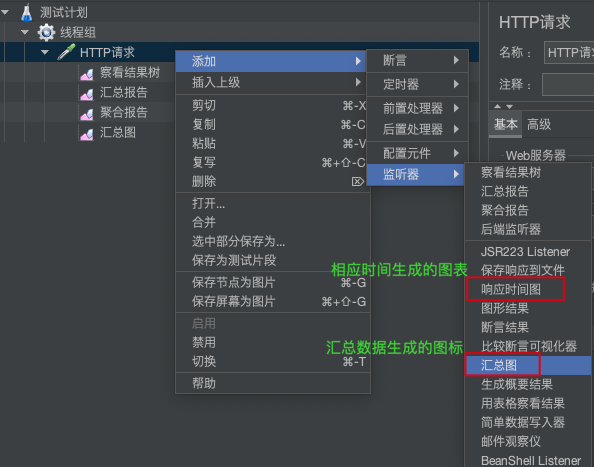 测试计划
线程组
HTTP请求
察看结果树
汇总报告
聚合报告
汇总图
添加
插入上级
剪切 ⌘-X
复制 ⌘-C
粘贴 ⌘-V
复写 ⌘+⇧-C
删除 ⌦
打开...
合并
选中部分保存为...
保存为测试片段
保存节点为图片 ⌘-G
保存屏幕为图片 ⌘+⇧-G
启用
禁用
切换 ⌘-T
帮助
断言
定时器
前置处理器
后置处理器
配置元件
监听器
相应时间生成的图表
汇总数据生成的图标
HTTP请求
名称： HTTP请
注释：
基本 高级
Web服务器
察看结果树
汇总报告
聚合报告
后端监听器
JSR223 Listener
保存响应到文件
响应时间图
图形结果
断言结果
比较断言可视化器
汇总图
生成概要结果
用表格察看结果
简单数据写入器
邮件观察仪
BeanShell Listener